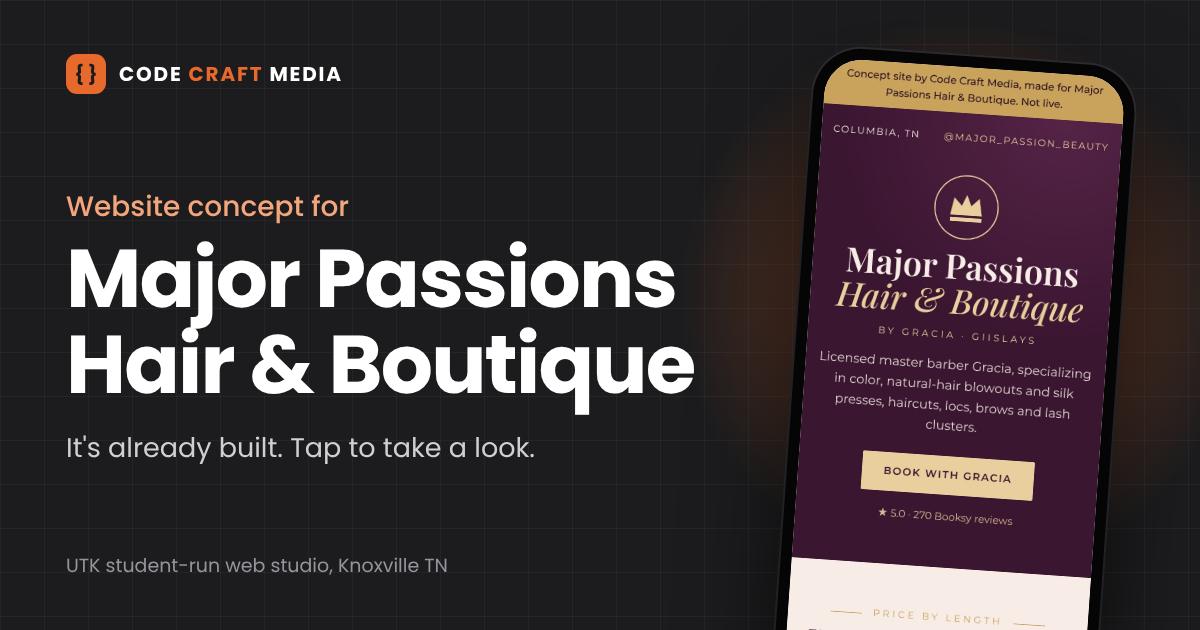 { } CODE CRAFT MEDIA
Website concept for
Major Passions
Hair & Boutique
It's already built. Tap to take a look.
UTK student-run web studio, Knoxville TN
Concept site by Code Craft Media, made for Major
Passions Hair & Boutique. Not live.
COLUMBIA, TN @MAJOR_PASSION_BEAUTY
Major Passions
Hair & Boutique
BY GRACIA · GIISLAYS
Licensed master barber Gracia, specializing
in color, natural-hair blowouts and silk
presses, haircuts, locs, brows and lash
clusters.
BOOK WITH GRACIA
★ 5.0 · 270 Booksy reviews
PRICE BY LENGTH